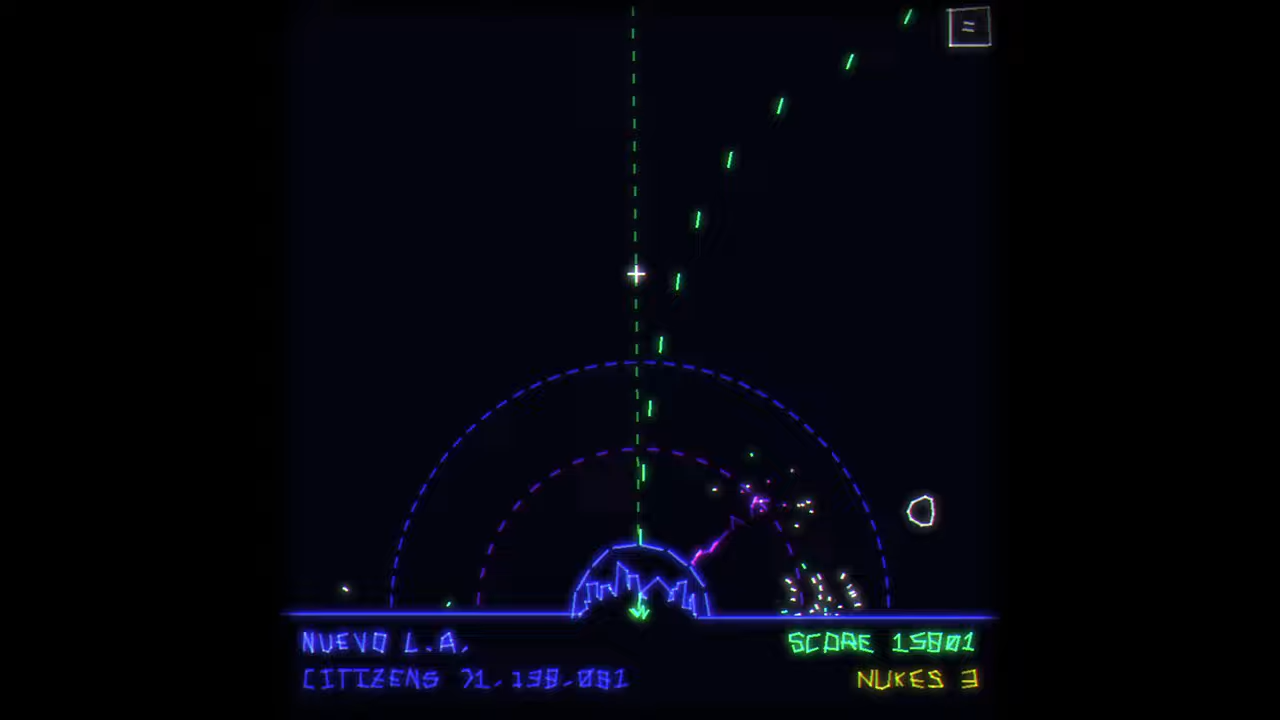 NUEVO L.A.
SCORE 15801
CITIZENS 71.138.081
NUKES 3